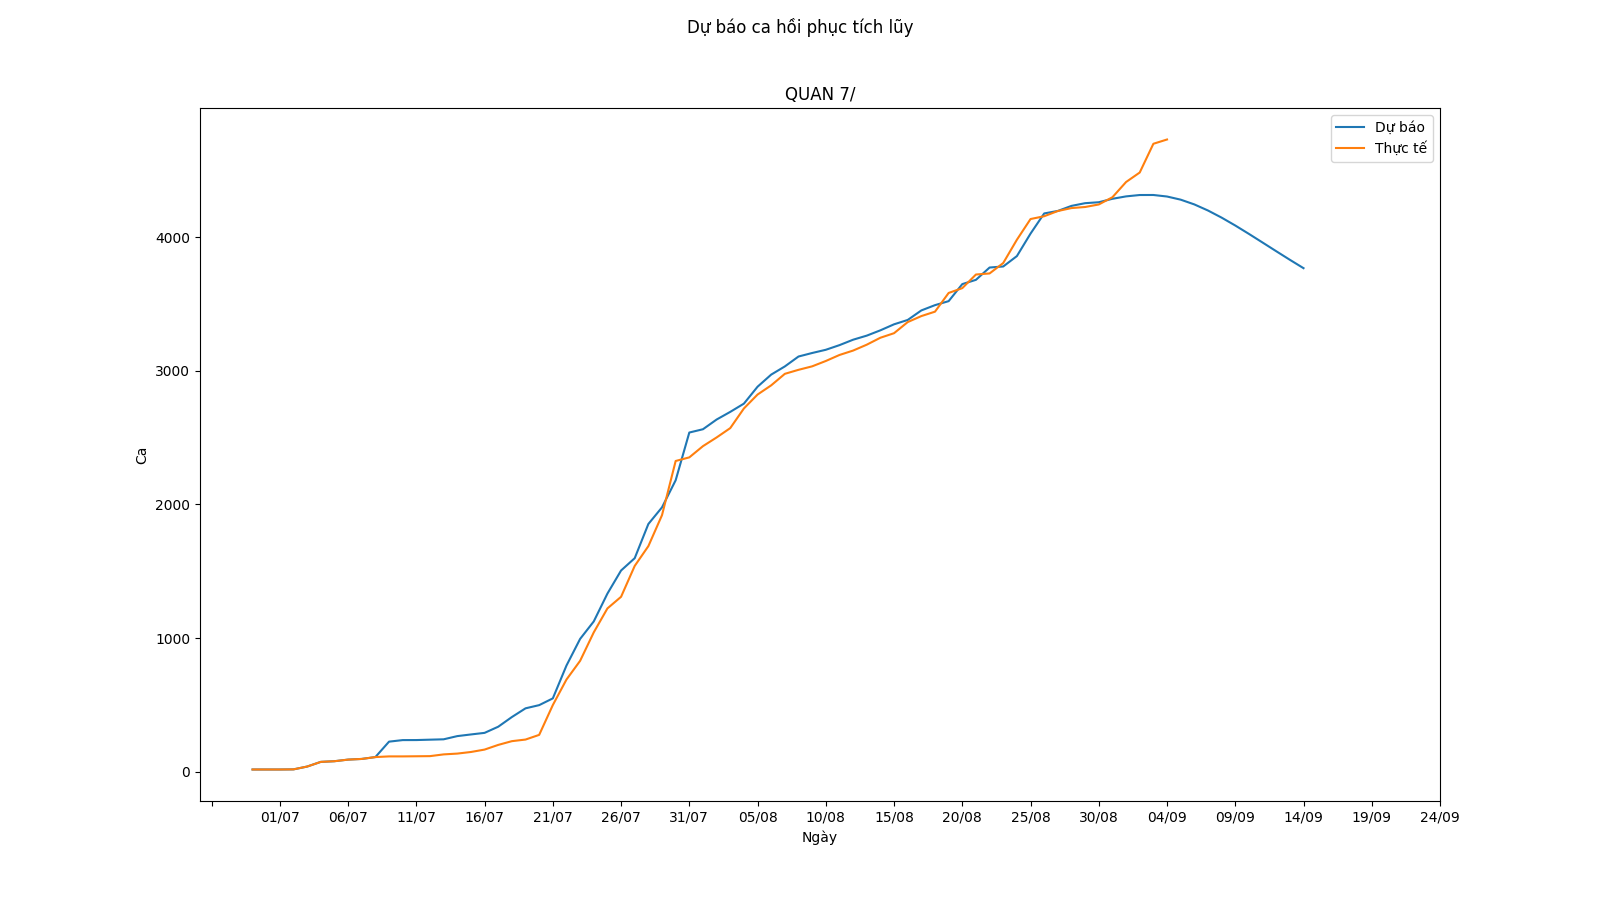 Dự báo ca hồi phục tích lũy
QUAN 7/
Dự báo
Thực tế
4000
3000
2000
1000
0
Ca
01/07 06/07 11/07 16/07 21/07 26/07 31/07 05/08 10/08 15/08 20/08 25/08 30/08 04/09 09/09 14/09 19/09 24/09
Ngày